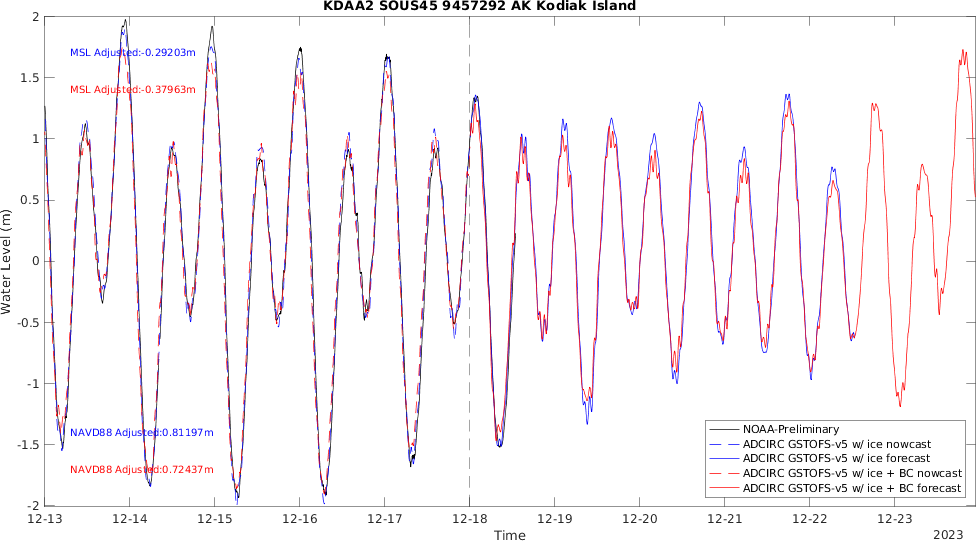 KDAA2 SOUS45 9457292 AK Kodiak Island
2
1.5
1
0.5
0
-0.5
-1
-1.5
-2
Water Level (m)
MSL Adjusted:-0.29203m
MSL Adjusted:-0.37963m
NAVD88 Adjusted:0.81197m
NAVD88 Adjusted:0.72437m
NOAA-Preliminary
ADCIRC GSTOFS-v5 w/ ice nowcast
ADCIRC GSTOFS-v5 w/ ice forecast
ADCIRC GSTOFS-v5 w/ ice + BC nowcast
ADCIRC GSTOFS-v5 w/ ice + BC forecast
12-13 12-14 12-15 12-16 12-17 12-18 12-19 12-20 12-21 12-22 12-23
Time
2023